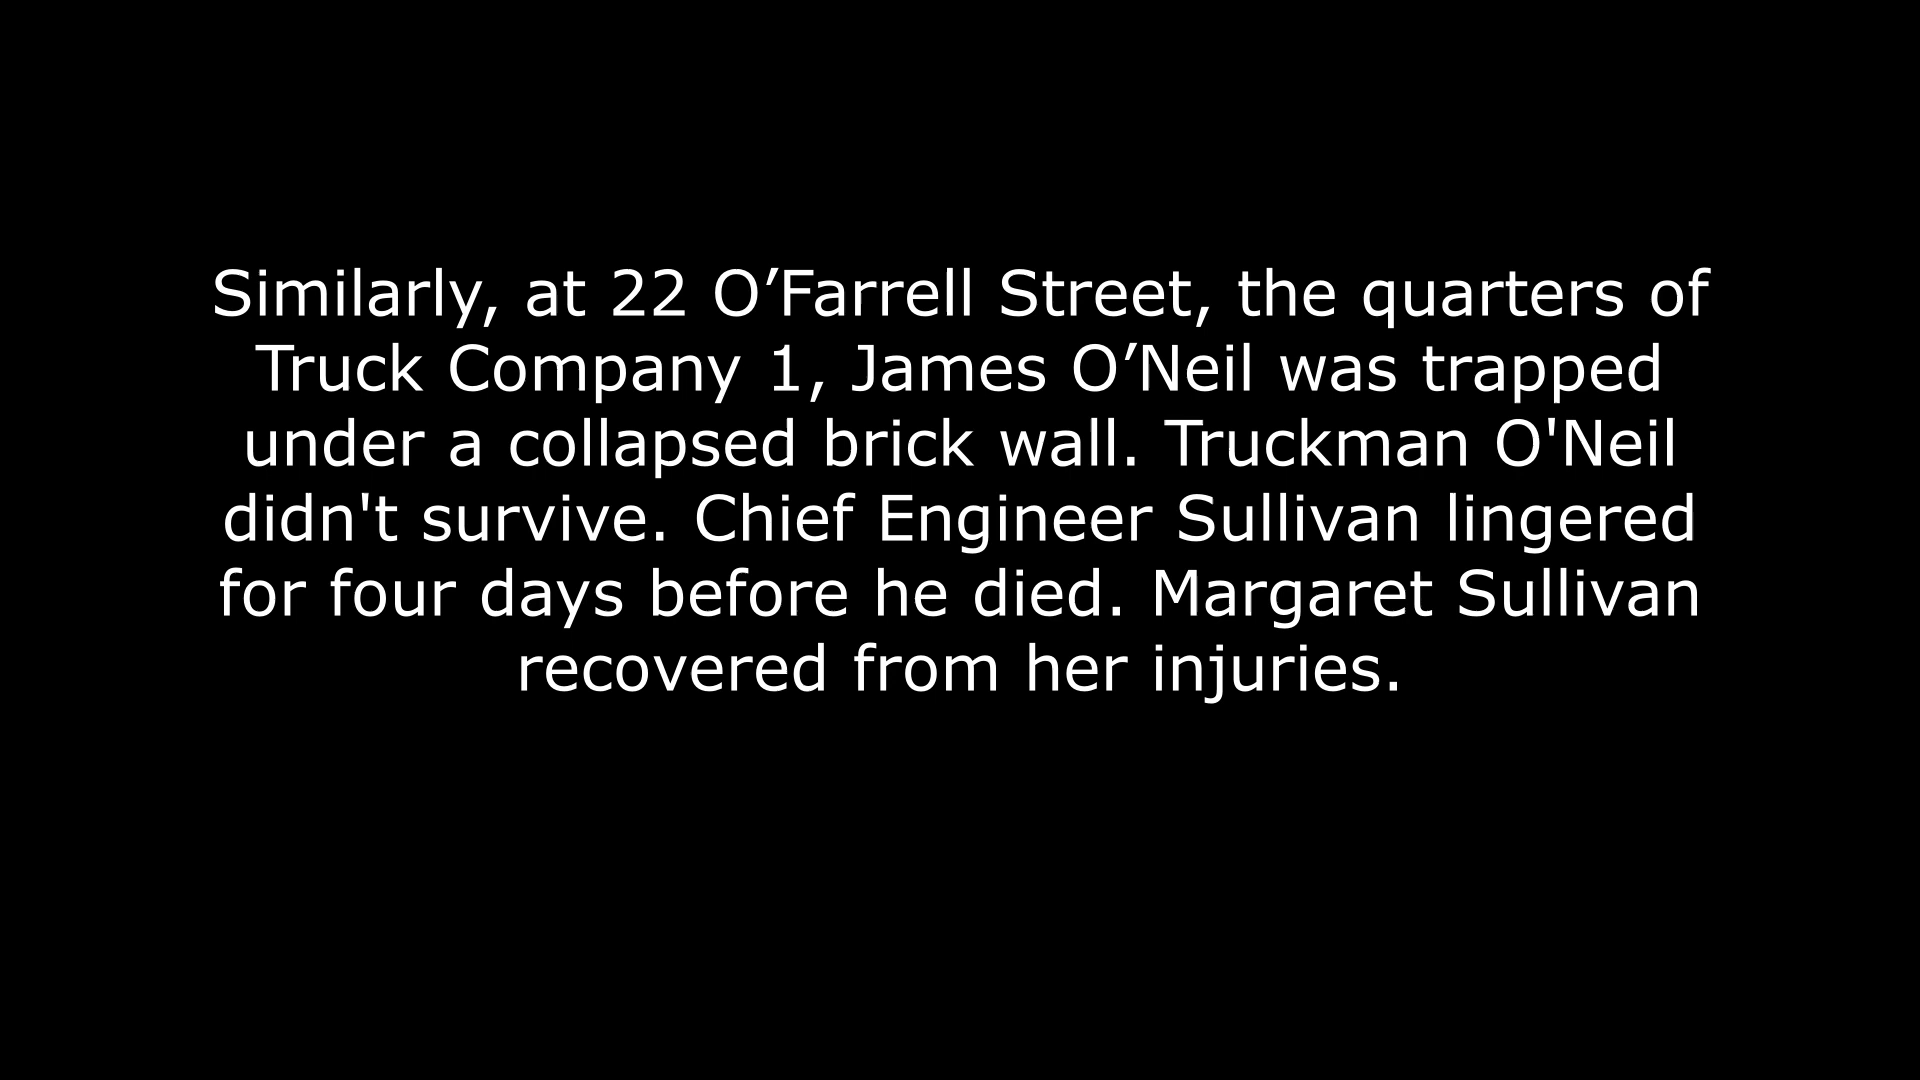 Similarly, at 22 O’Farrell Street, the quarters of
Truck Company 1, James O’Neil was trapped
under a collapsed brick wall. Truckman O'Neil
didn't survive. Chief Engineer Sullivan lingered
for four days before he died. Margaret Sullivan
recovered from her injuries.